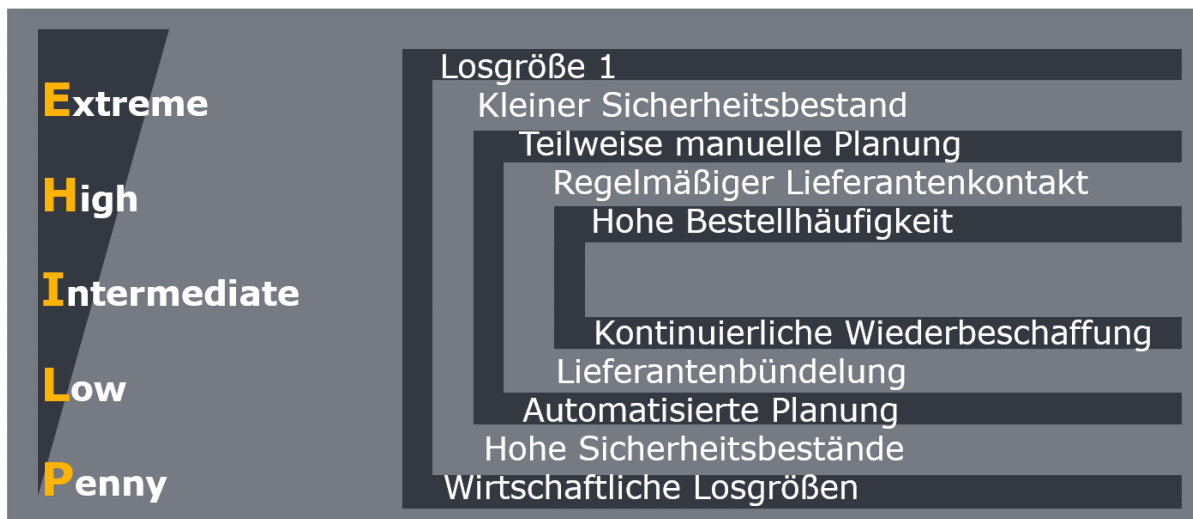 Extreme
High
Intermediate
Low
Penny
Losgröße 1
Kleiner Sicherheitsbestand
Teilweise manuelle Planung
Regelmäßiger Lieferantenkontakt
Hohe Bestellhäufigkeit
Kontinuierliche Wiederbeschaffung
Lieferantenbündelung
Automatisierte Planung
Hohe Sicherheitsbestände
Wirtschaftliche Losgrößen